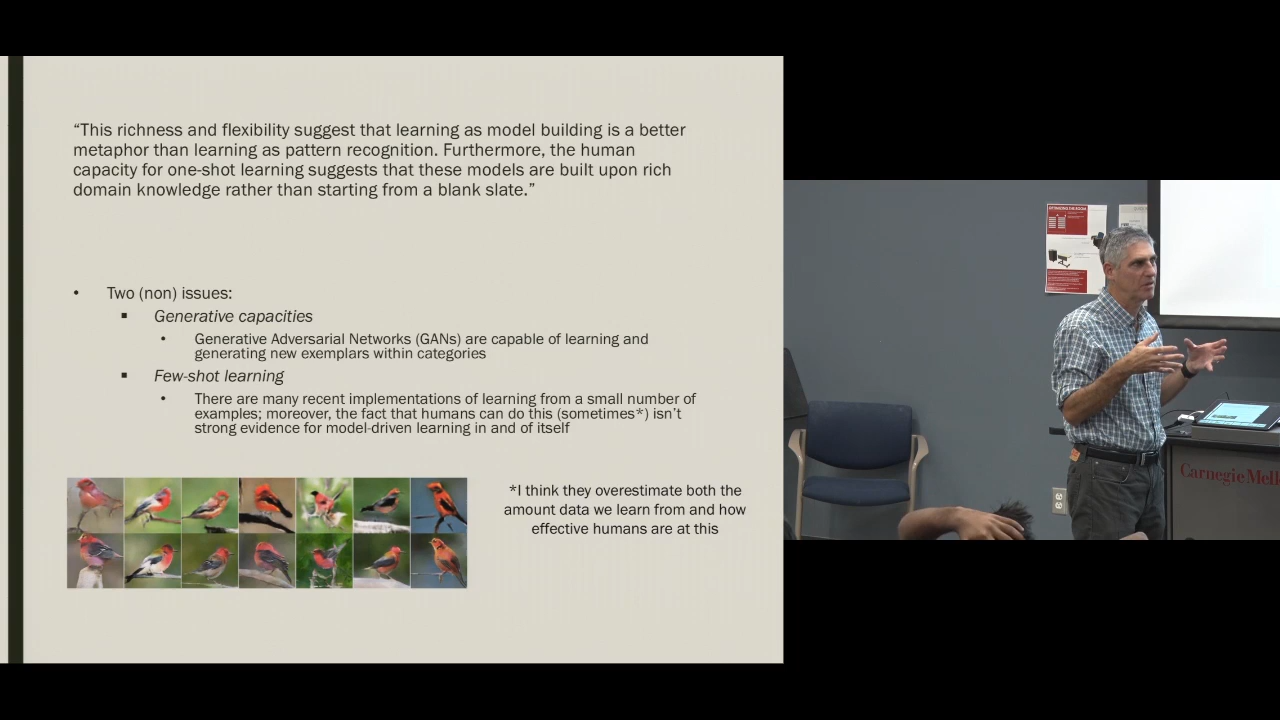 “This richness and flexibility suggest that learning as model building is a better
metaphor than learning as pattern recognition. Furthermore, the human
capacity for one-shot learning suggests that these models are built upon rich
domain knowledge rather than starting from a blank slate.”
• Two (non) issues:
▪ Generative capacities
• Generative Adversarial Networks (GANs) are capable of learning and
generating new exemplars within categories
▪ Few-shot learning
• There are many recent implementations of learning from a small number of
examples; moreover, the fact that humans can do this (sometimes*) isn’t
strong evidence for model-driven learning in and of itself
*I think they overestimate both the
amount data we learn from and how
effective humans are at this
Carnegie Mell